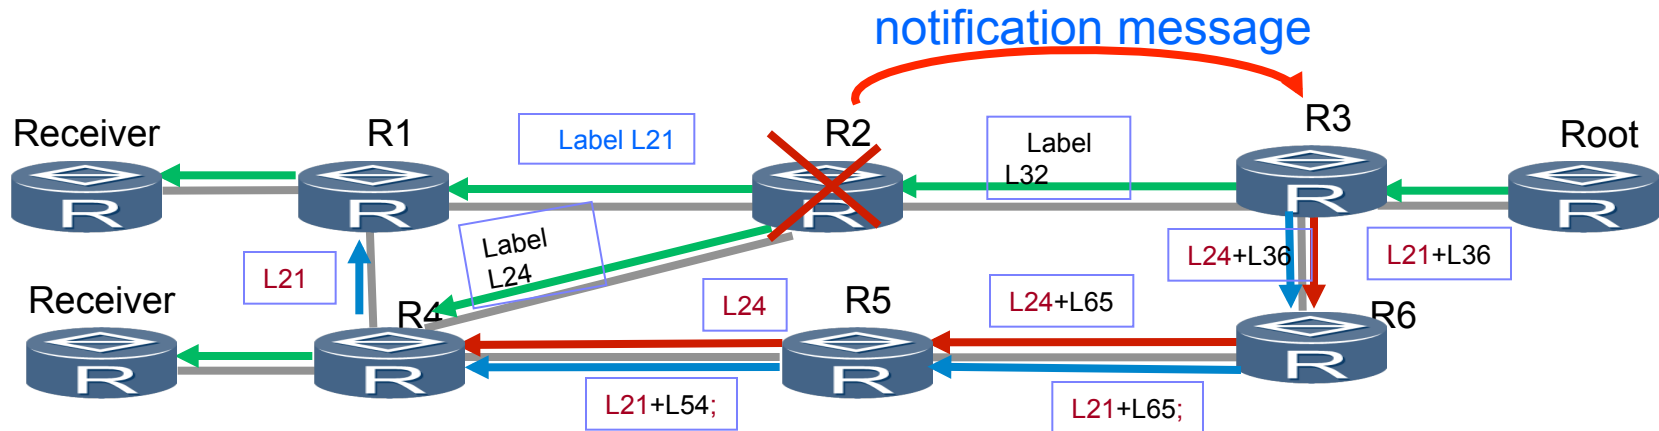 notification message
Receiver
R1
Label L21
R2
Label
L32
R3
Root
R
R
R
R
R
Label
L24
L21
L24+L36
L21+L36
Receiver
R4
L24
R5
L24+L65
R6
R
R
R
R
L21+L54;
L21+L65;